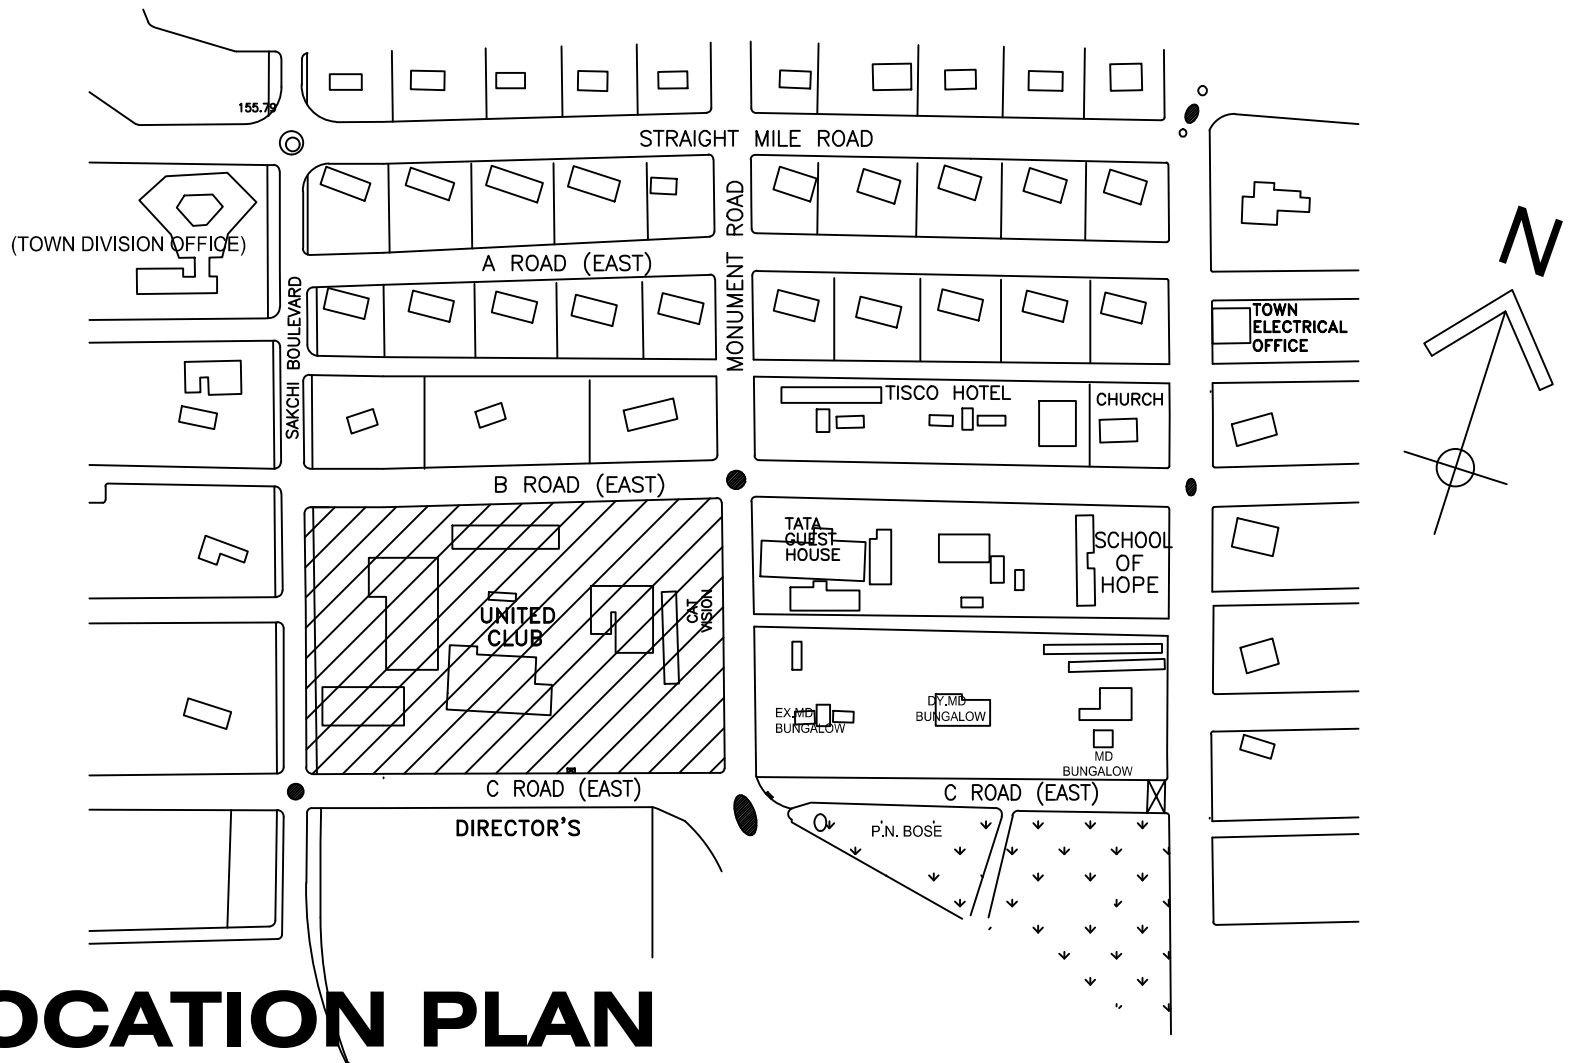 155.79
STRAIGHT MILE ROAD
N
(TOWN DIVISION OFFICE)
A ROAD (EAST)
MONUMENT ROAD
SAKCHI BOULEVARD
TOWN
ELECTRICAL
OFFICE
TISCO HOTEL
CHURCH
B ROAD (EAST)
TATA
GUEST
HOUSE
SCHOOL
OF
HOPE
UNITED
CLUB
CAT
VISION
EX.MD
BUNGALOW
DY.MD
BUNGALOW
MD
BUNGALOW
C ROAD (EAST)
C ROAD (EAST)
DIRECTOR'S
P.N. BOSE
OCATION PLAN